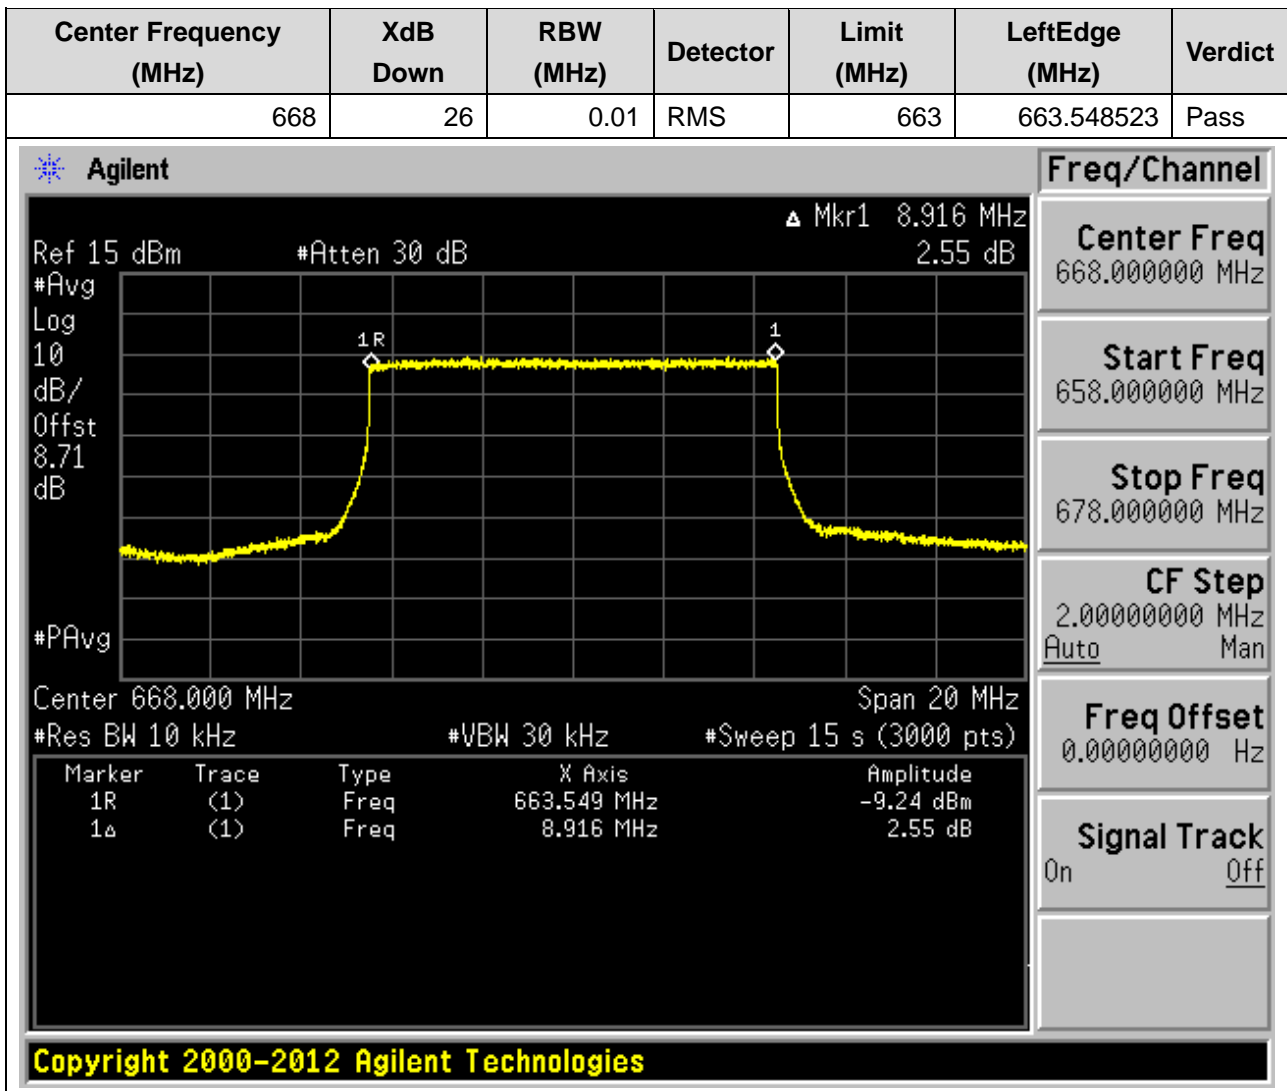 Center Frequency (MHz) XdB Down RBW (MHz) Detector Limit (MHz) LeftEdge (MHz) Verdict
668 26 0.01 RMS 663 663.548523 Pass
Agilent
Freq/Channel
Δ Mkr1 8.916 MHz
Ref 15 dBm #Atten 30 dB 2.55 dB
#Avg
Log
10
dB/
Offst
8.71
dB
1R
1
#PAvg
Center 668.000 MHz Span 20 MHz
#Res BW 10 kHz #VBW 30 kHz #Sweep 15 s (3000 pts)
Marker Trace Type X Axis Amplitude
1R (1) Freq 663.549 MHz -9.24 dBm
1Δ (1) Freq 8.916 MHz 2.55 dB
Center Freq
668.000000 MHz
Start Freq
658.000000 MHz
Stop Freq
678.000000 MHz
CF Step
2.00000000 MHz
Auto Man
Freq Offset
0.00000000 Hz
Signal Track
On Off
Copyright 2000-2012 Agilent Technologies